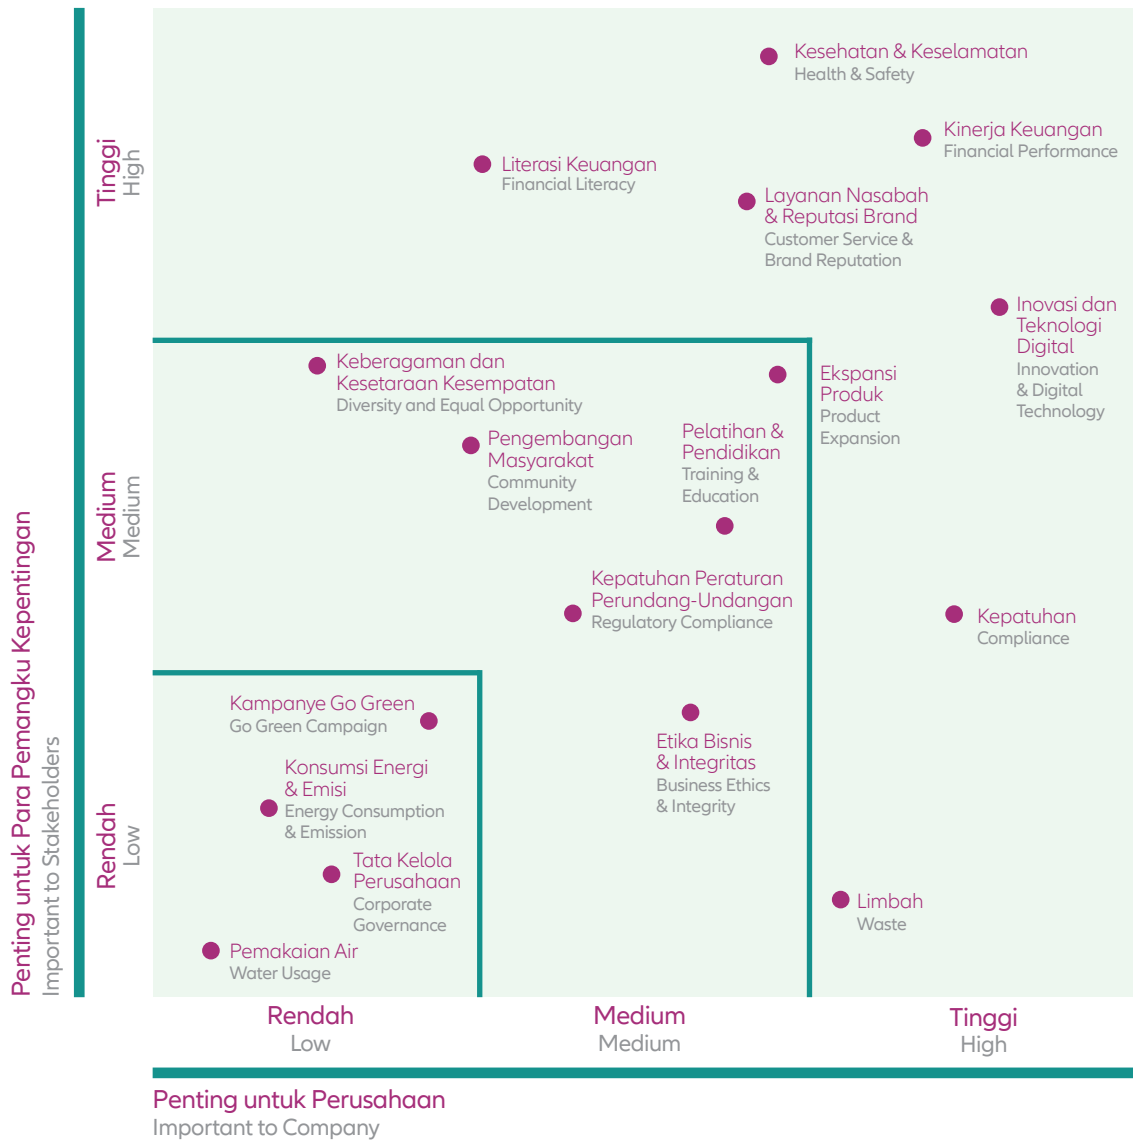 Penting untuk Para Pemangku Kepentingan
Important to Stakeholders
Tinggi
High
Medium
Medium
Rendah
Low
Kesehatan & Keselamatan
Health & Safety
Kinerja Keuangan
Financial Performance
Literasi Keuangan
Financial Literacy
Layanan Nasabah
& Reputasi Brand
Customer Service &
Brand Reputation
Inovasi dan
Teknologi
Digital
Innovation
& Digital
Technology
Keberagaman dan
Kesetaraan Kesempatan
Diversity and Equal Opportunity
Ekspansi
Produk
Product
Expansion
Pengembangan
Masyarakat
Community
Development
Pelatihan &
Pendidikan
Training &
Education
Kepatuhan Peraturan
Perundang-Undangan
Regulatory Compliance
Kepatuhan
Compliance
Kampanye Go Green
Go Green Campaign
Etika Bisnis
& Integritas
Business Ethics
& Integrity
Konsumsi Energi
& Emisi
Energy Consumption
& Emission
Tata Kelola
Perusahaan
Corporate
Governance
Limbah
Waste
Pemakaian Air
Water Usage
Rendah
Low
Medium
Medium
Tinggi
High
Penting untuk Perusahaan
Important to Company